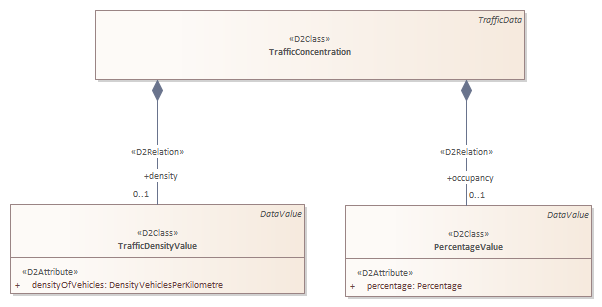 TrafficData
«D2Class»
TrafficConcentration
«D2Relation»
+density
0..1
«D2Relation»
+occupancy
0..1
DataValue
«D2Class»
TrafficDensityValue
«D2Attribute»
+ densityOfVehicles: DensityVehiclesPerKilometre
DataValue
«D2Class»
PercentageValue
«D2Attribute»
+ percentage: Percentage